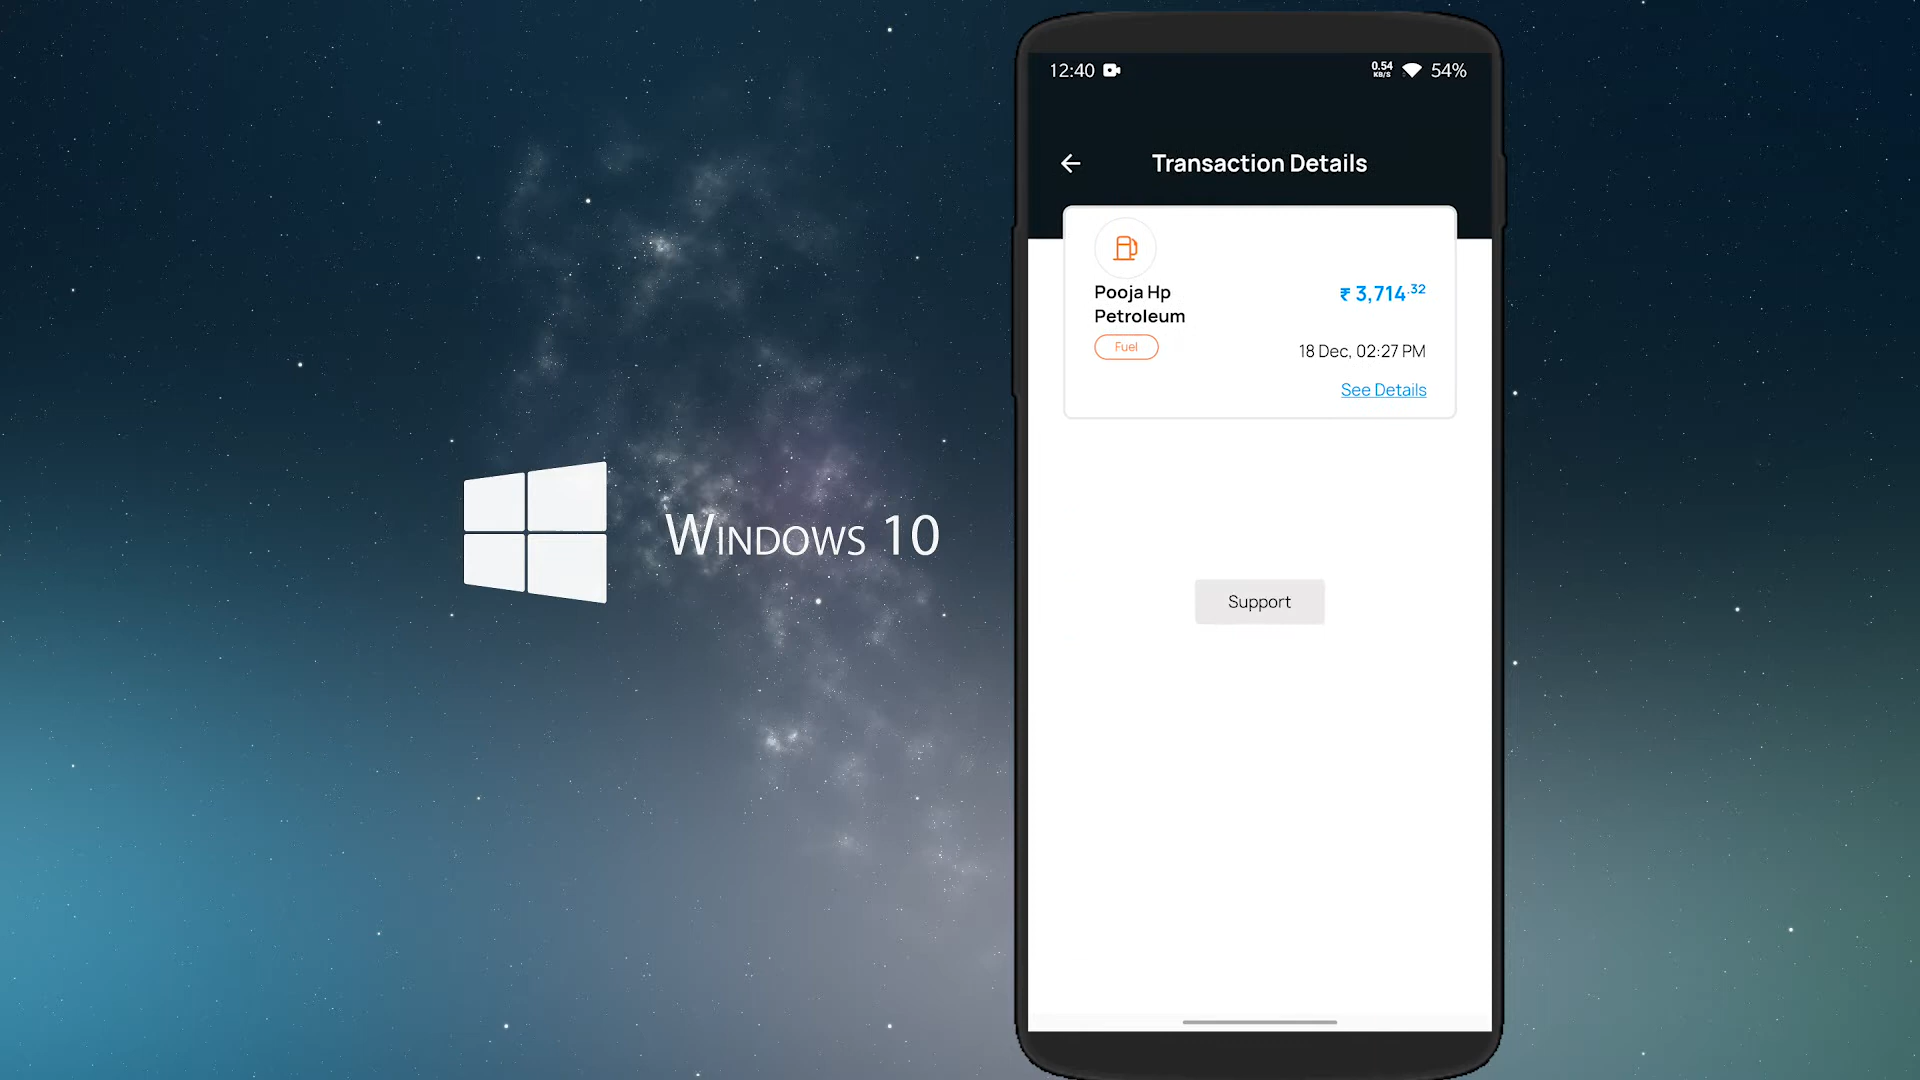 WINDOWS 10
12:40
0.54
KB/S
54%
Transaction Details
Pooja Hp
Petroleum
₹ 3,714.32
Fuel
18 Dec, 02:27 PM
See Details
Support